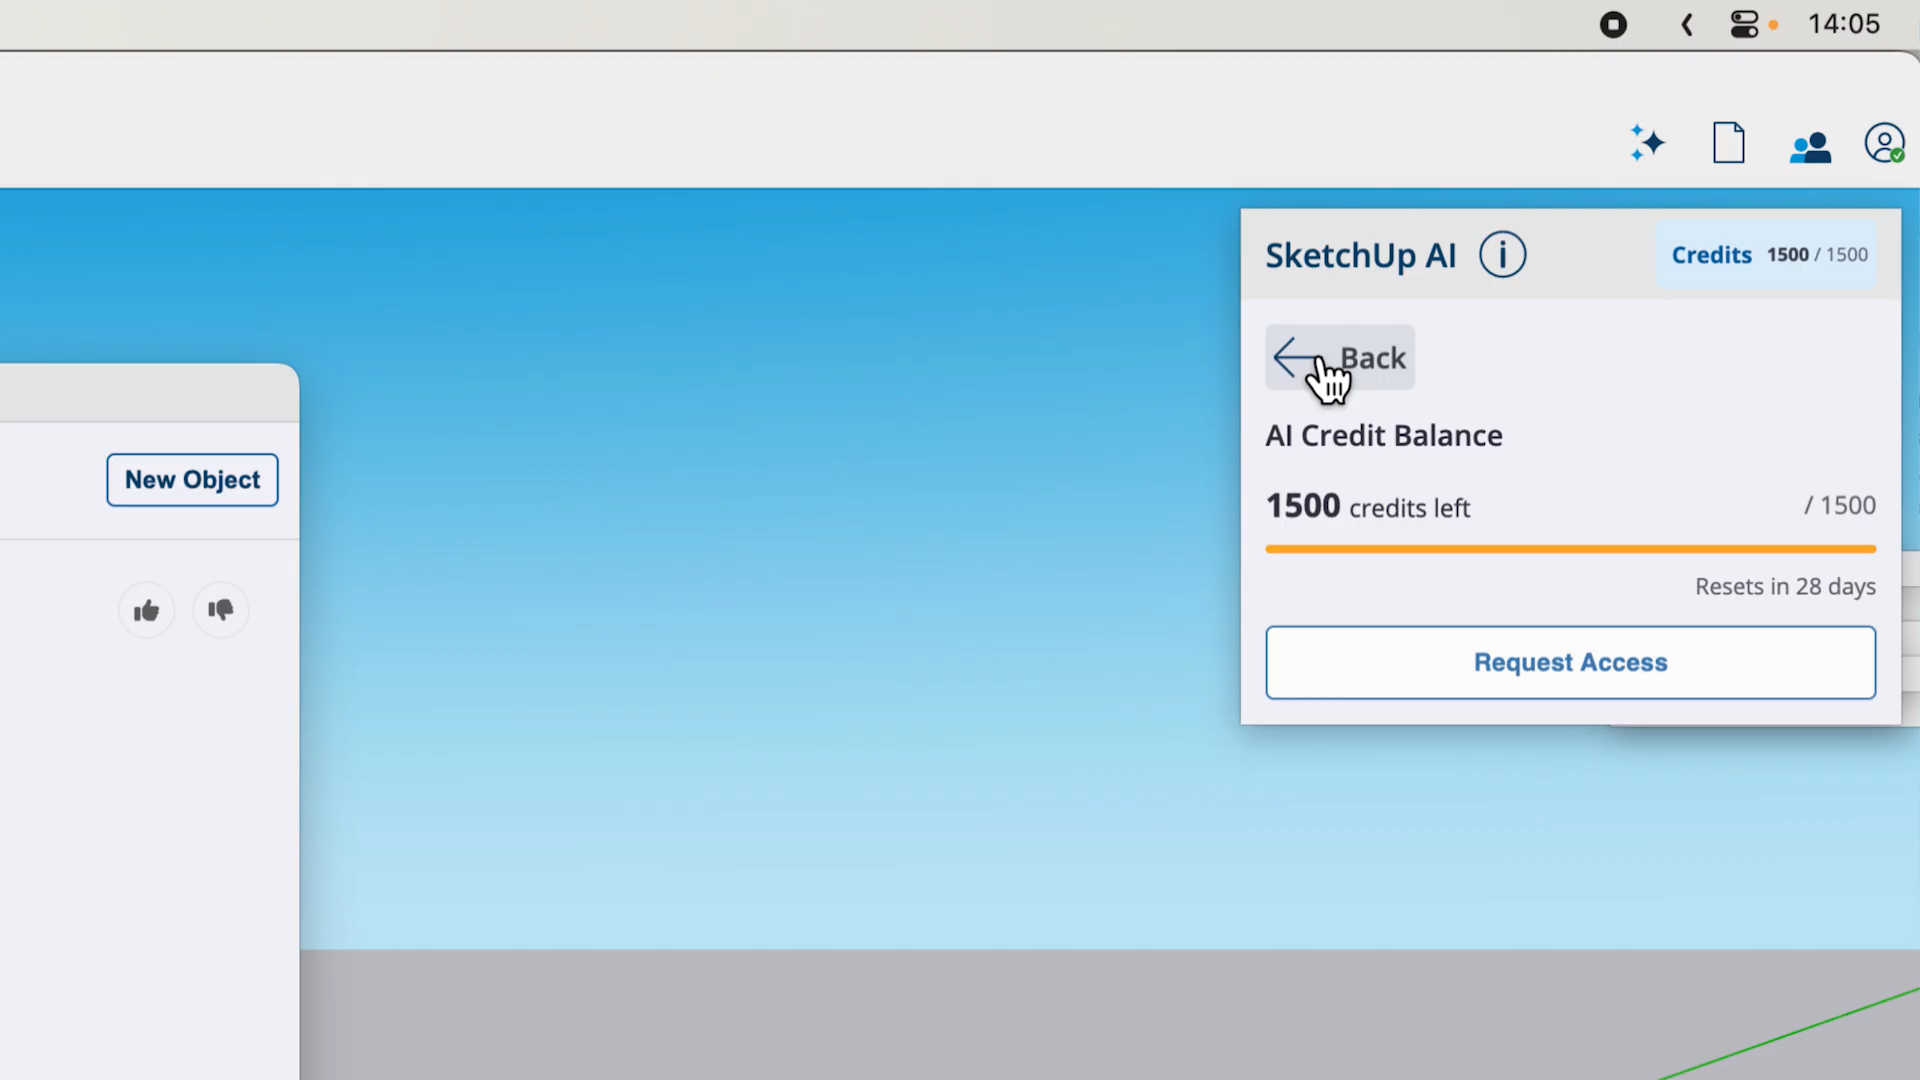 14:05
SketchUp AI i Credits 1500 / 1500
Back
AI Credit Balance
New Object
1500 credits left / 1500
Resets in 28 days
Request Access